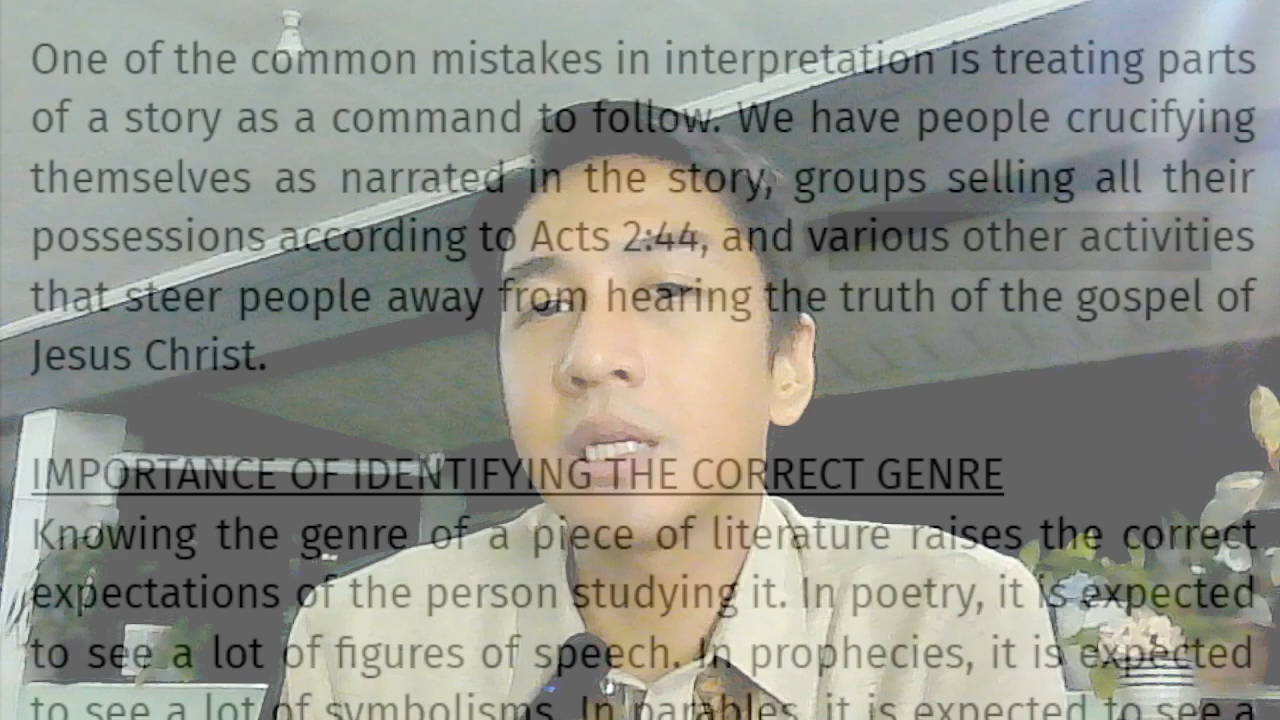 One of the common mistakes in interpretation is treating parts
of a story as a command to follow. We have people crucifying
themselves as narrated in the story, groups selling all their
possessions according to Acts 2:44, and various other activities
that steer people away from hearing the truth of the gospel of
Jesus Christ.
IMPORTANCE OF IDENTIFYING THE CORRECT GENRE
Knowing the genre of a piece of literature raises the correct
expectations of the person studying it. In poetry, it is expected
to see a lot of figures of speech. In prophecies, it is expected
to see a lot of symbolisms. In parables, it is expected to see a